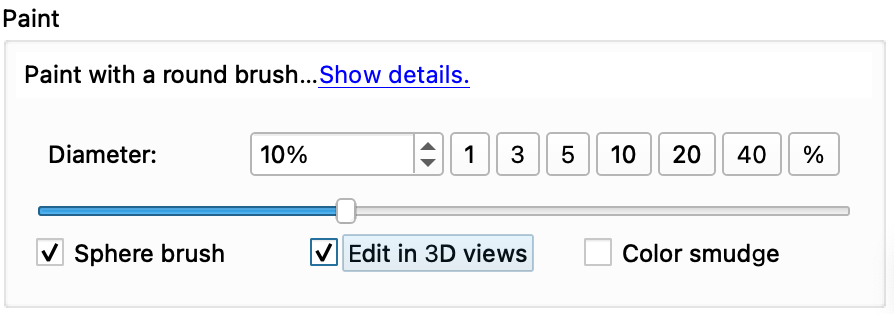 Paint
Paint with a round brush...Show details.
Diameter: 10% 1 3 5 10 20 40 %
Sphere brush Edit in 3D views Color smudge